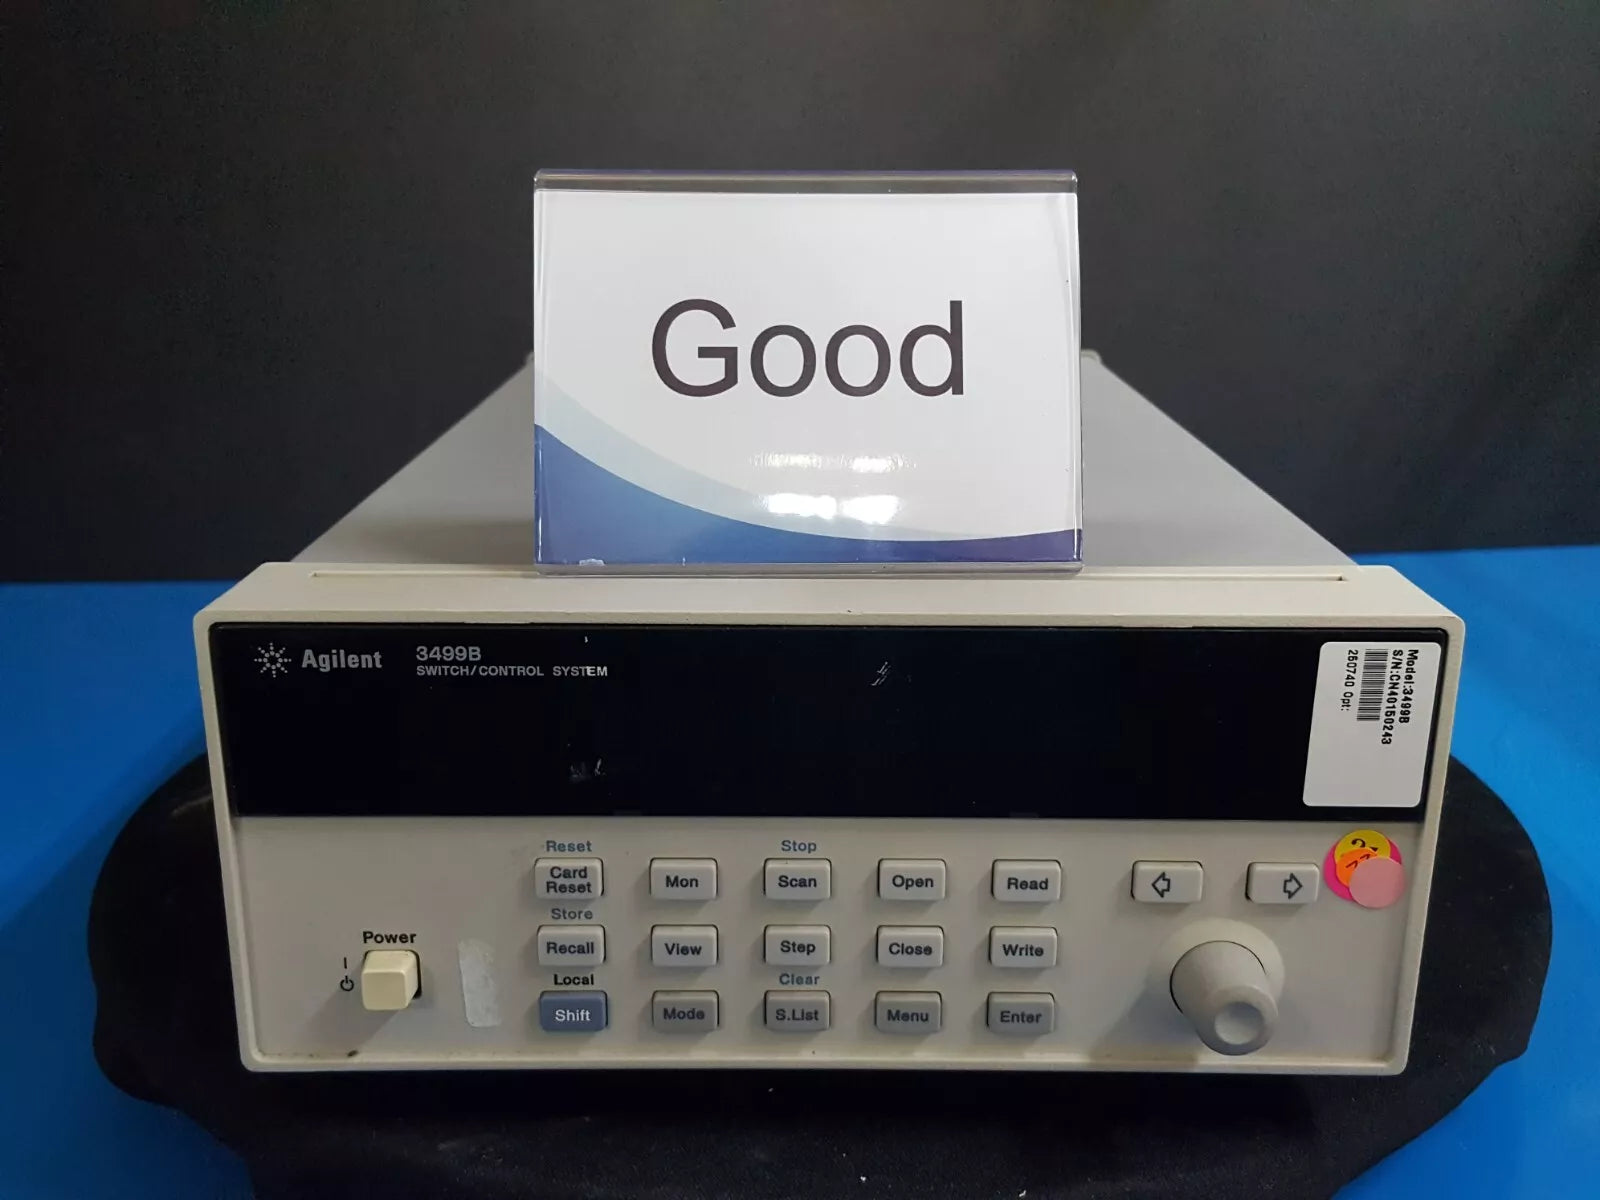 Good
Agilent
3499B
SWITCH/CONTROL SYSTEM
Model:3499B
S/N:CN40150243
250740 Opt:
Reset
Stop
Card
Reset
Mon
Scan
Open
Read
Store
Recall
View
Step
Close
Write
Power
Local
Clear
Shift
Mode
S.List
Menu
Enter